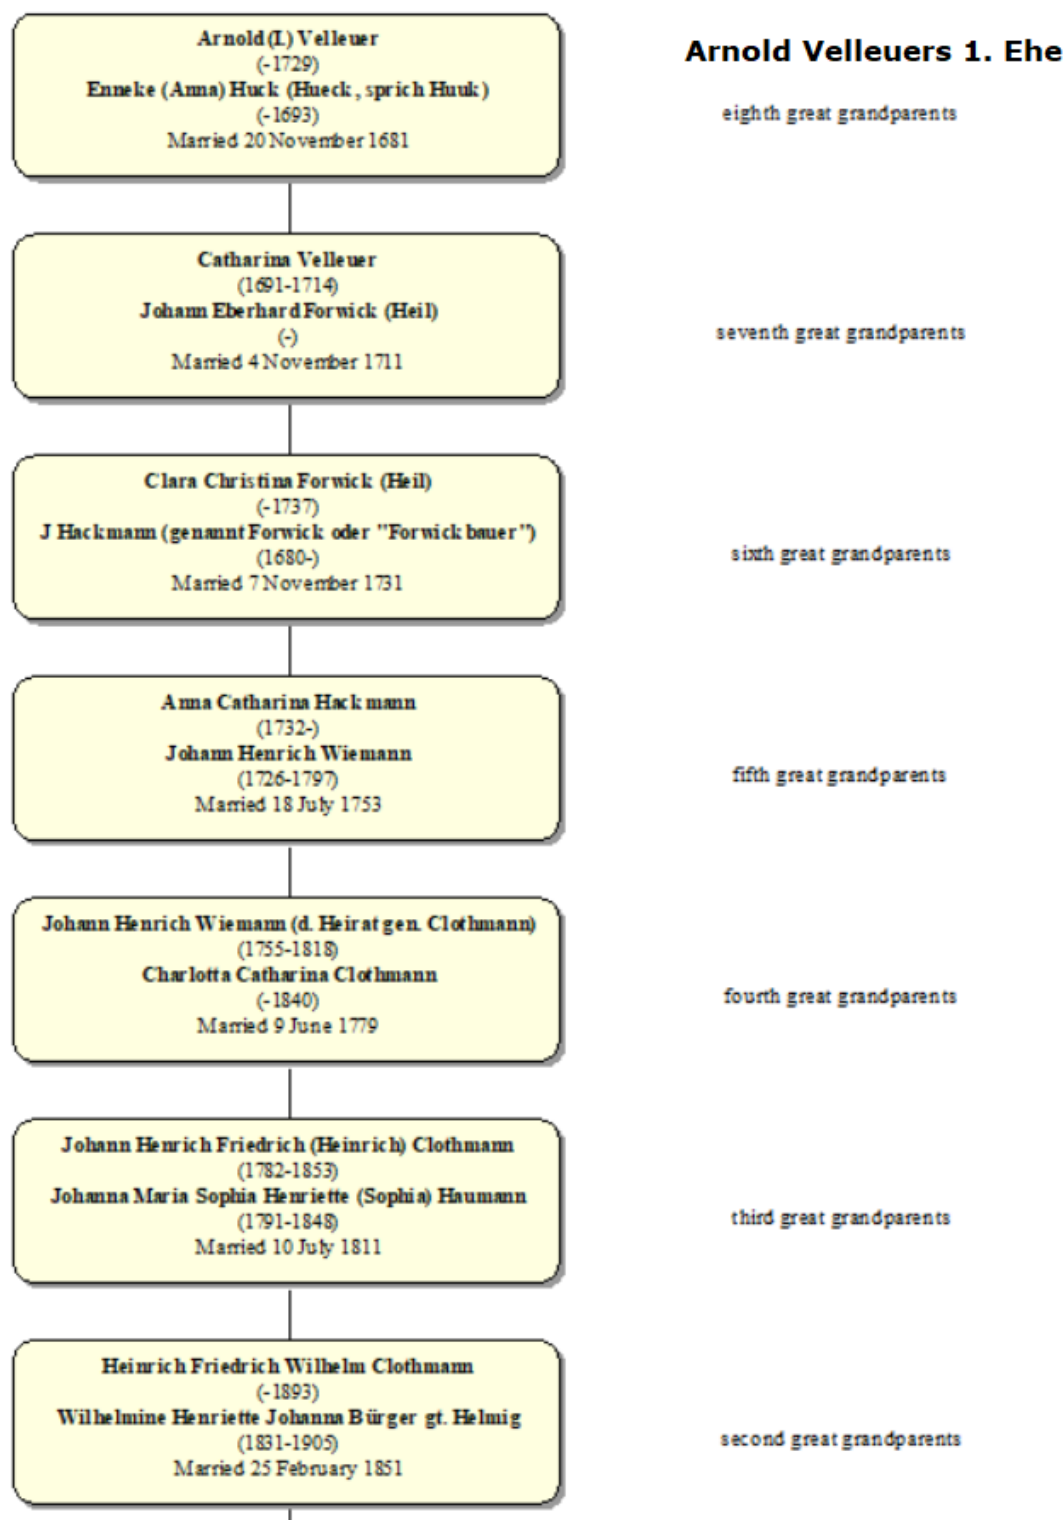 Arnold (I.) Velleuer
(-1729)
Enneke (Anna) Huck (Hueck, sprich Huuk)
(-1693)
Married 20 November 1681
Arnold Velleuers 1. Ehe
eighth great grandparents
Catharina Velleuer
(1691-1714)
Johann Eberhard Forwick (Heil)
(-)
Married 4 November 1711
seventh great grandparents
Clara Christina Forwick (Heil)
(-1737)
J Hackmann (genannt Forwick oder "Forwickbauer")
(1680-)
Married 7 November 1731
sixth great grandparents
Anna Catharina Hackmann
(1732-)
Johann Henrich Wiemann
(1726-1797)
Married 18 July 1753
fifth great grandparents
Johann Henrich Wiemann (d. Heirat gen. Clothmann)
(1755-1818)
Charlotta Catharina Clothmann
(-1840)
Married 9 June 1779
fourth great grandparents
Johann Henrich Friedrich (Heinrich) Clothmann
(1782-1853)
Johanna Maria Sophia Henriette (Sophia) Haumann
(1791-1848)
Married 10 July 1811
third great grandparents
Heinrich Friedrich Wilhelm Clothmann
(-1893)
Wilhelmine Henriette Johanna Bürger gt. Helmig
(1831-1905)
Married 25 February 1851
second great grandparents